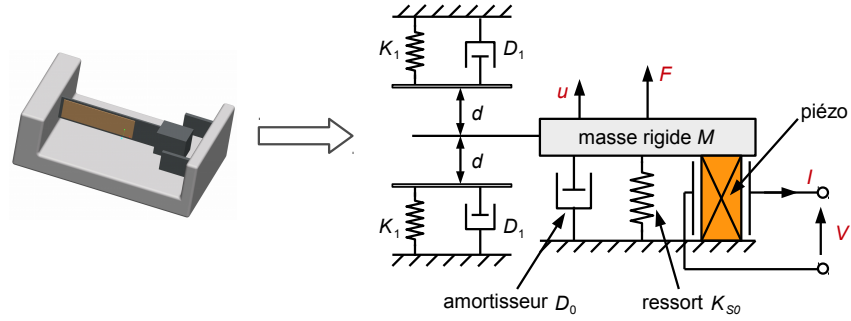 K1
D1
d
u
F
piézo
masse rigide M
d
I
K1
D1
V
amortisseur D0
ressort KS0